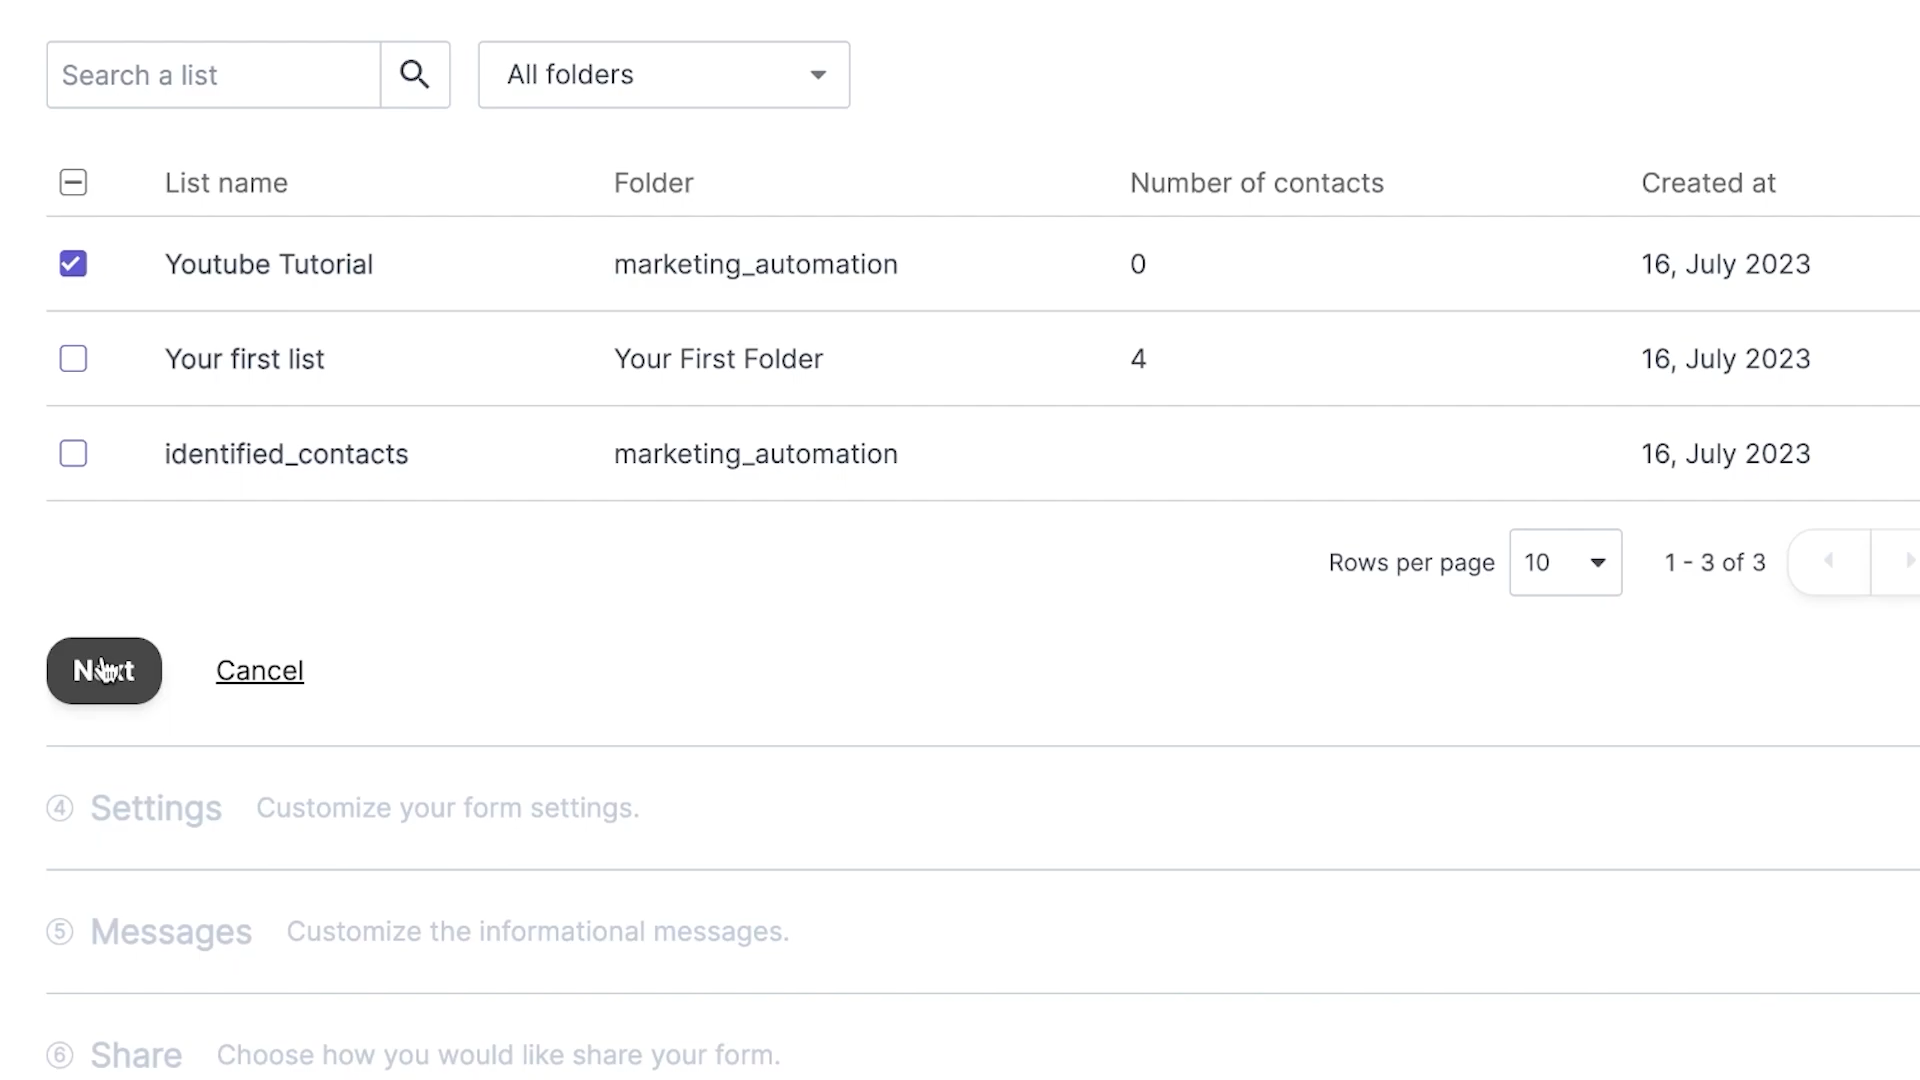 Search a list
All folders
List name Folder Number of contacts Created at
Youtube Tutorial marketing_automation 0 16, July 2023
Your first list Your First Folder 4 16, July 2023
identified_contacts marketing_automation 16, July 2023
Rows per page 10 1 - 3 of 3
Next Cancel
4 Settings Customize your form settings.
5 Messages Customize the informational messages.
6 Share Choose how you would like share your form.